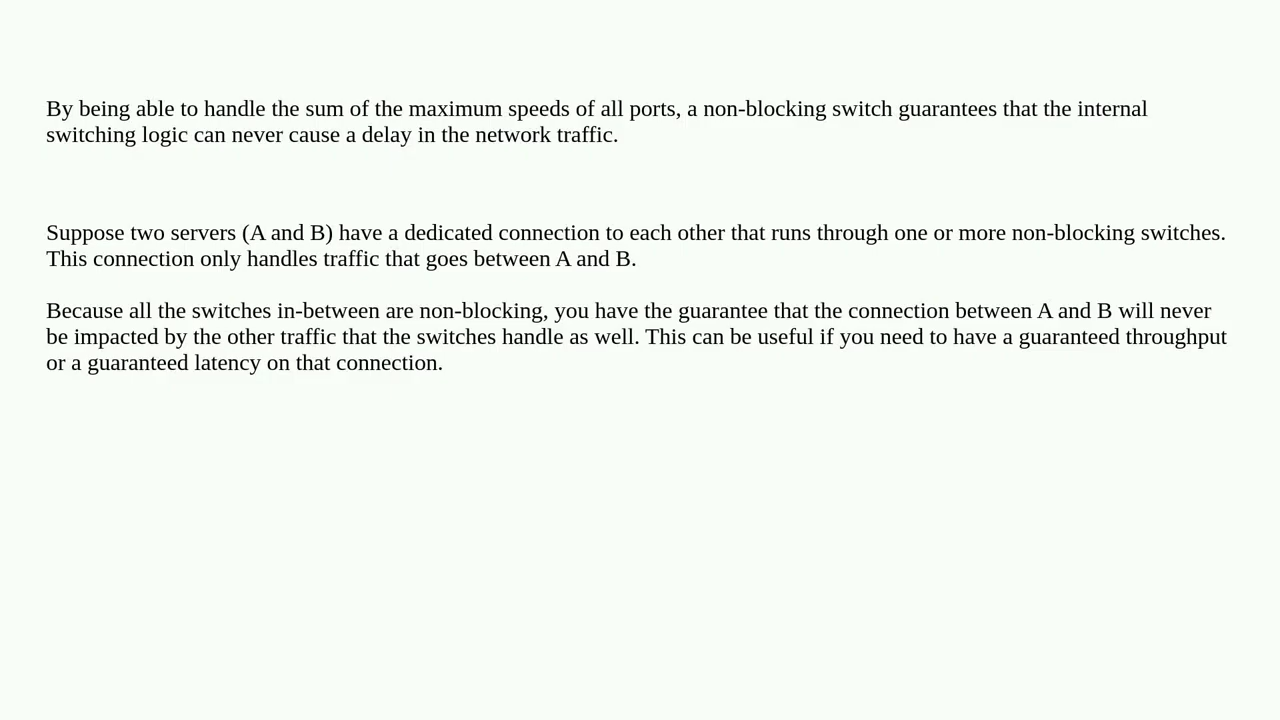 By being able to handle the sum of the maximum speeds of all ports, a non-blocking switch guarantees that the internal
switching logic can never cause a delay in the network traffic.
Suppose two servers (A and B) have a dedicated connection to each other that runs through one or more non-blocking switches.
This connection only handles traffic that goes between A and B.
Because all the switches in-between are non-blocking, you have the guarantee that the connection between A and B will never
be impacted by the other traffic that the switches handle as well. This can be useful if you need to have a guaranteed throughput
or a guaranteed latency on that connection.